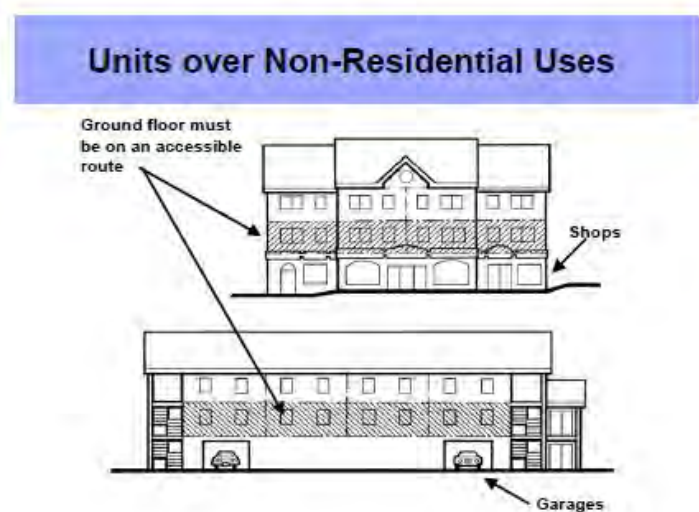 Units over Non-Residential Uses
Ground floor must
be on an accessible
route
Shops
Garages